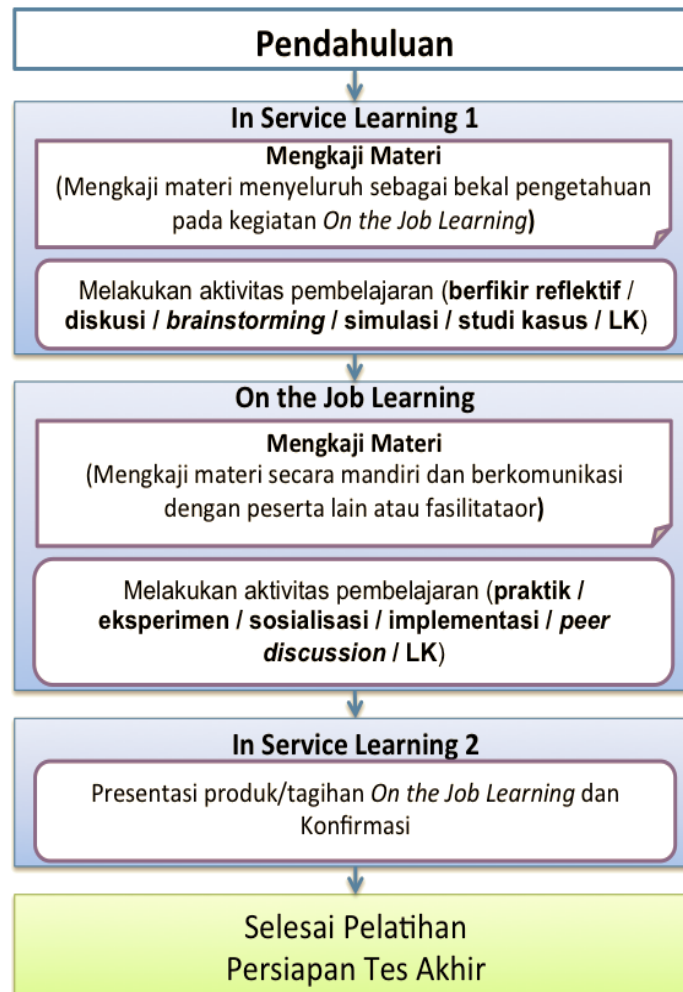 Pendahuluan
In Service Learning 1
Mengkaji Materi
(Mengkaji materi menyeluruh sebagai bekal pengetahuan
pada kegiatan On the Job Learning)
Melakukan aktivitas pembelajaran (berfikir reflektif /
diskusi / brainstorming / simulasi / studi kasus / LK)
On the Job Learning
Mengkaji Materi
(Mengkaji materi secara mandiri dan berkomunikasi
dengan peserta lain atau fasilitataor)
Melakukan aktivitas pembelajaran (praktik /
eksperimen / sosialisasi / implementasi / peer
discussion / LK)
In Service Learning 2
Presentasi produk/tagihan On the Job Learning dan
Konfirmasi
Selesai Pelatihan
Persiapan Tes Akhir